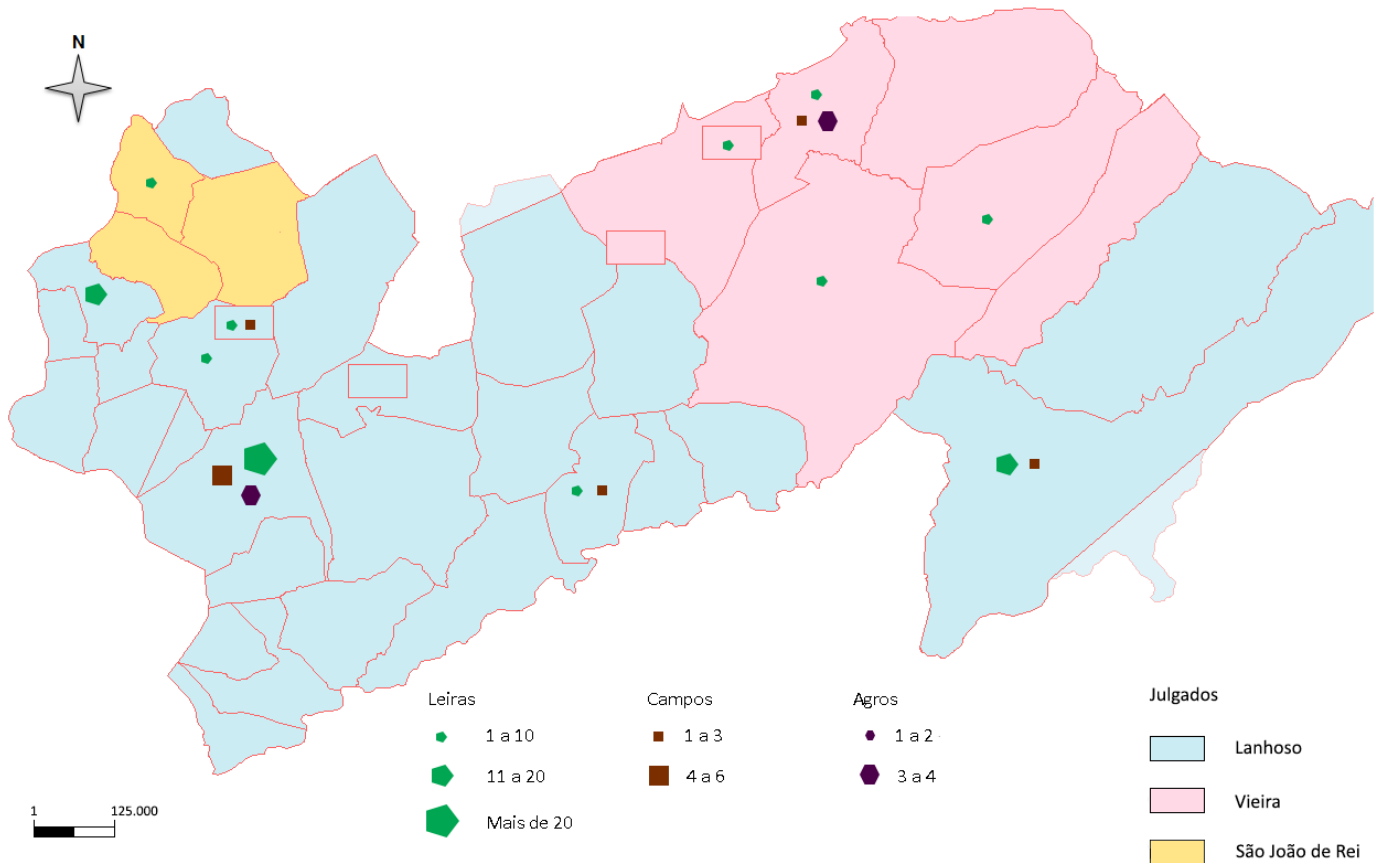 N
Leiras
1 a 10
11 a 20
Mais de 20
Campos
1 a 3
4 a 6
Agros
1 a 2
3 a 4
Julgados
Lanhoso
Vieira
São João de Rei
1 125.000